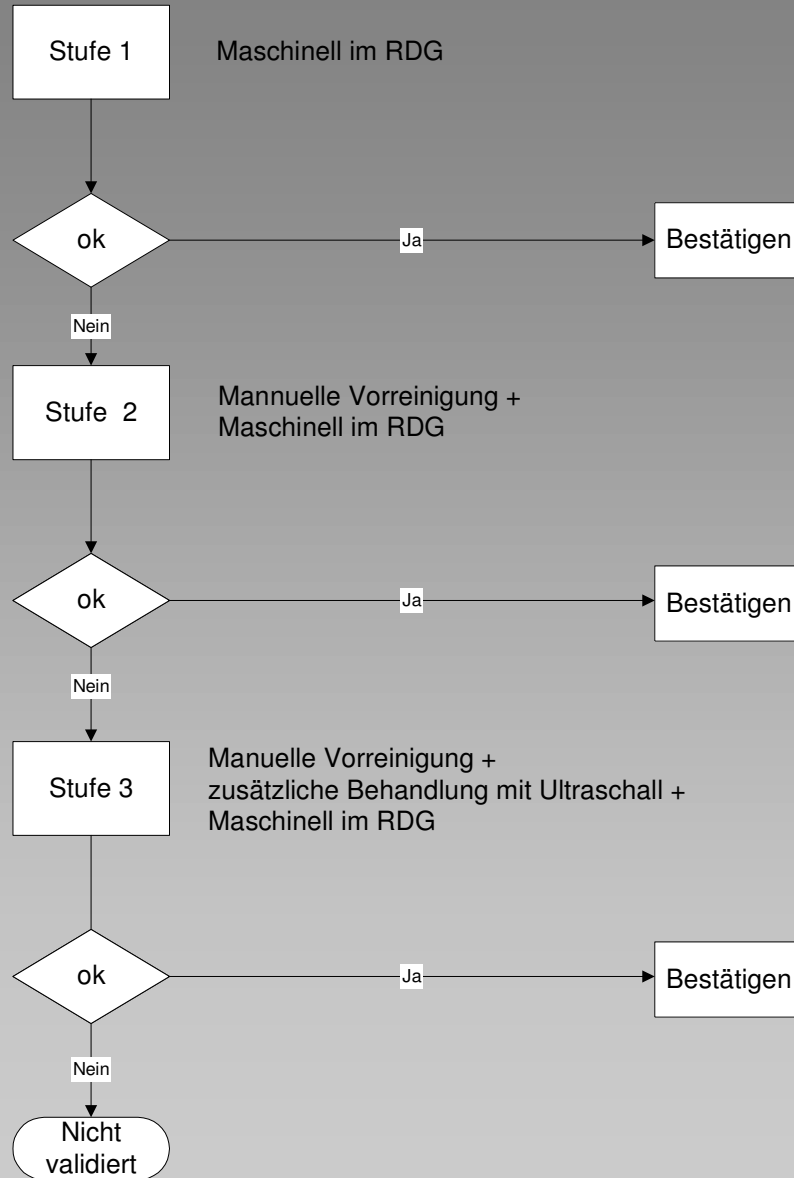 Stufe 1
Maschinell im RDG
ok
Ja
Bestätigen
Nein
Stufe 2
Mannuelle Vorreinigung +
Maschinell im RDG
ok
Ja
Bestätigen
Nein
Stufe 3
Manuelle Vorreinigung +
zusätzliche Behandlung mit Ultraschall +
Maschinell im RDG
ok
Ja
Bestätigen
Nein
Nicht
validiert